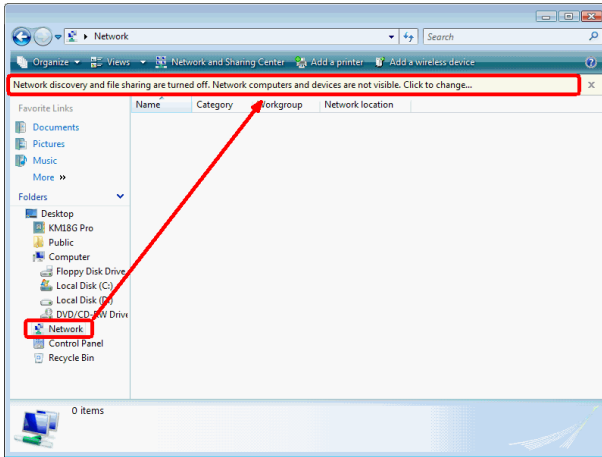 Network
Search
Organize Views Network and Sharing Center Add a printer Add a wireless device
Network discovery and file sharing are turned off. Network computers and devices are not visible. Click to change...
Favorite Links
Name Category Workgroup Network location
Documents
Pictures
Music
More »
Folders
Desktop
KM18G Pro
Public
Computer
Floppy Disk Drive
Local Disk (C:)
Local Disk (D:)
DVD/CD-RW Drive
Network
Control Panel
Recycle Bin
0 items